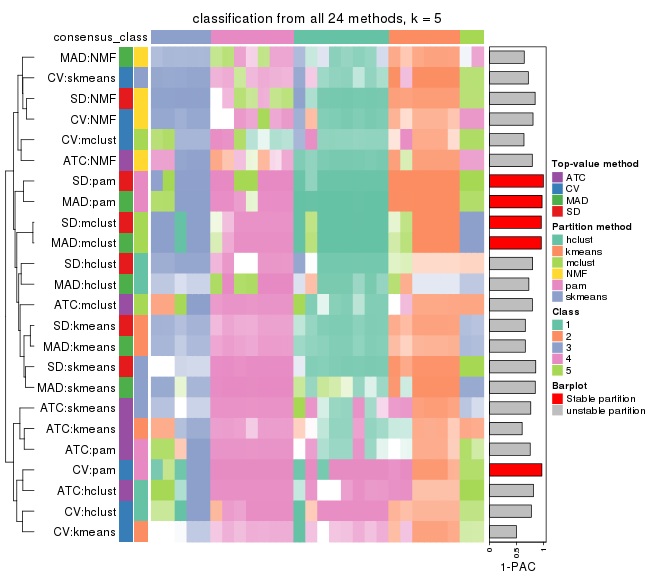 classification from all 24 methods, k = 5
consensus_class
MAD:NMF
CV:skmeans
SD:NMF
CV:NMF
CV:mclust
ATC:NMF
SD:pam
MAD:pam
SD:mclust
MAD:mclust
SD:hclust
MAD:hclust
ATC:mclust
SD:kmeans
MAD:kmeans
SD:skmeans
MAD:skmeans
ATC:skmeans
ATC:kmeans
ATC:pam
CV:pam
ATC:hclust
CV:hclust
CV:kmeans
0
0.5
1
1-PAC
Top-value method
ATC
CV
MAD
SD
Partition method
hclust
kmeans
mclust
NMF
pam
skmeans
Class
1
2
3
4
5
Barplot
Stable partition
unstable partition